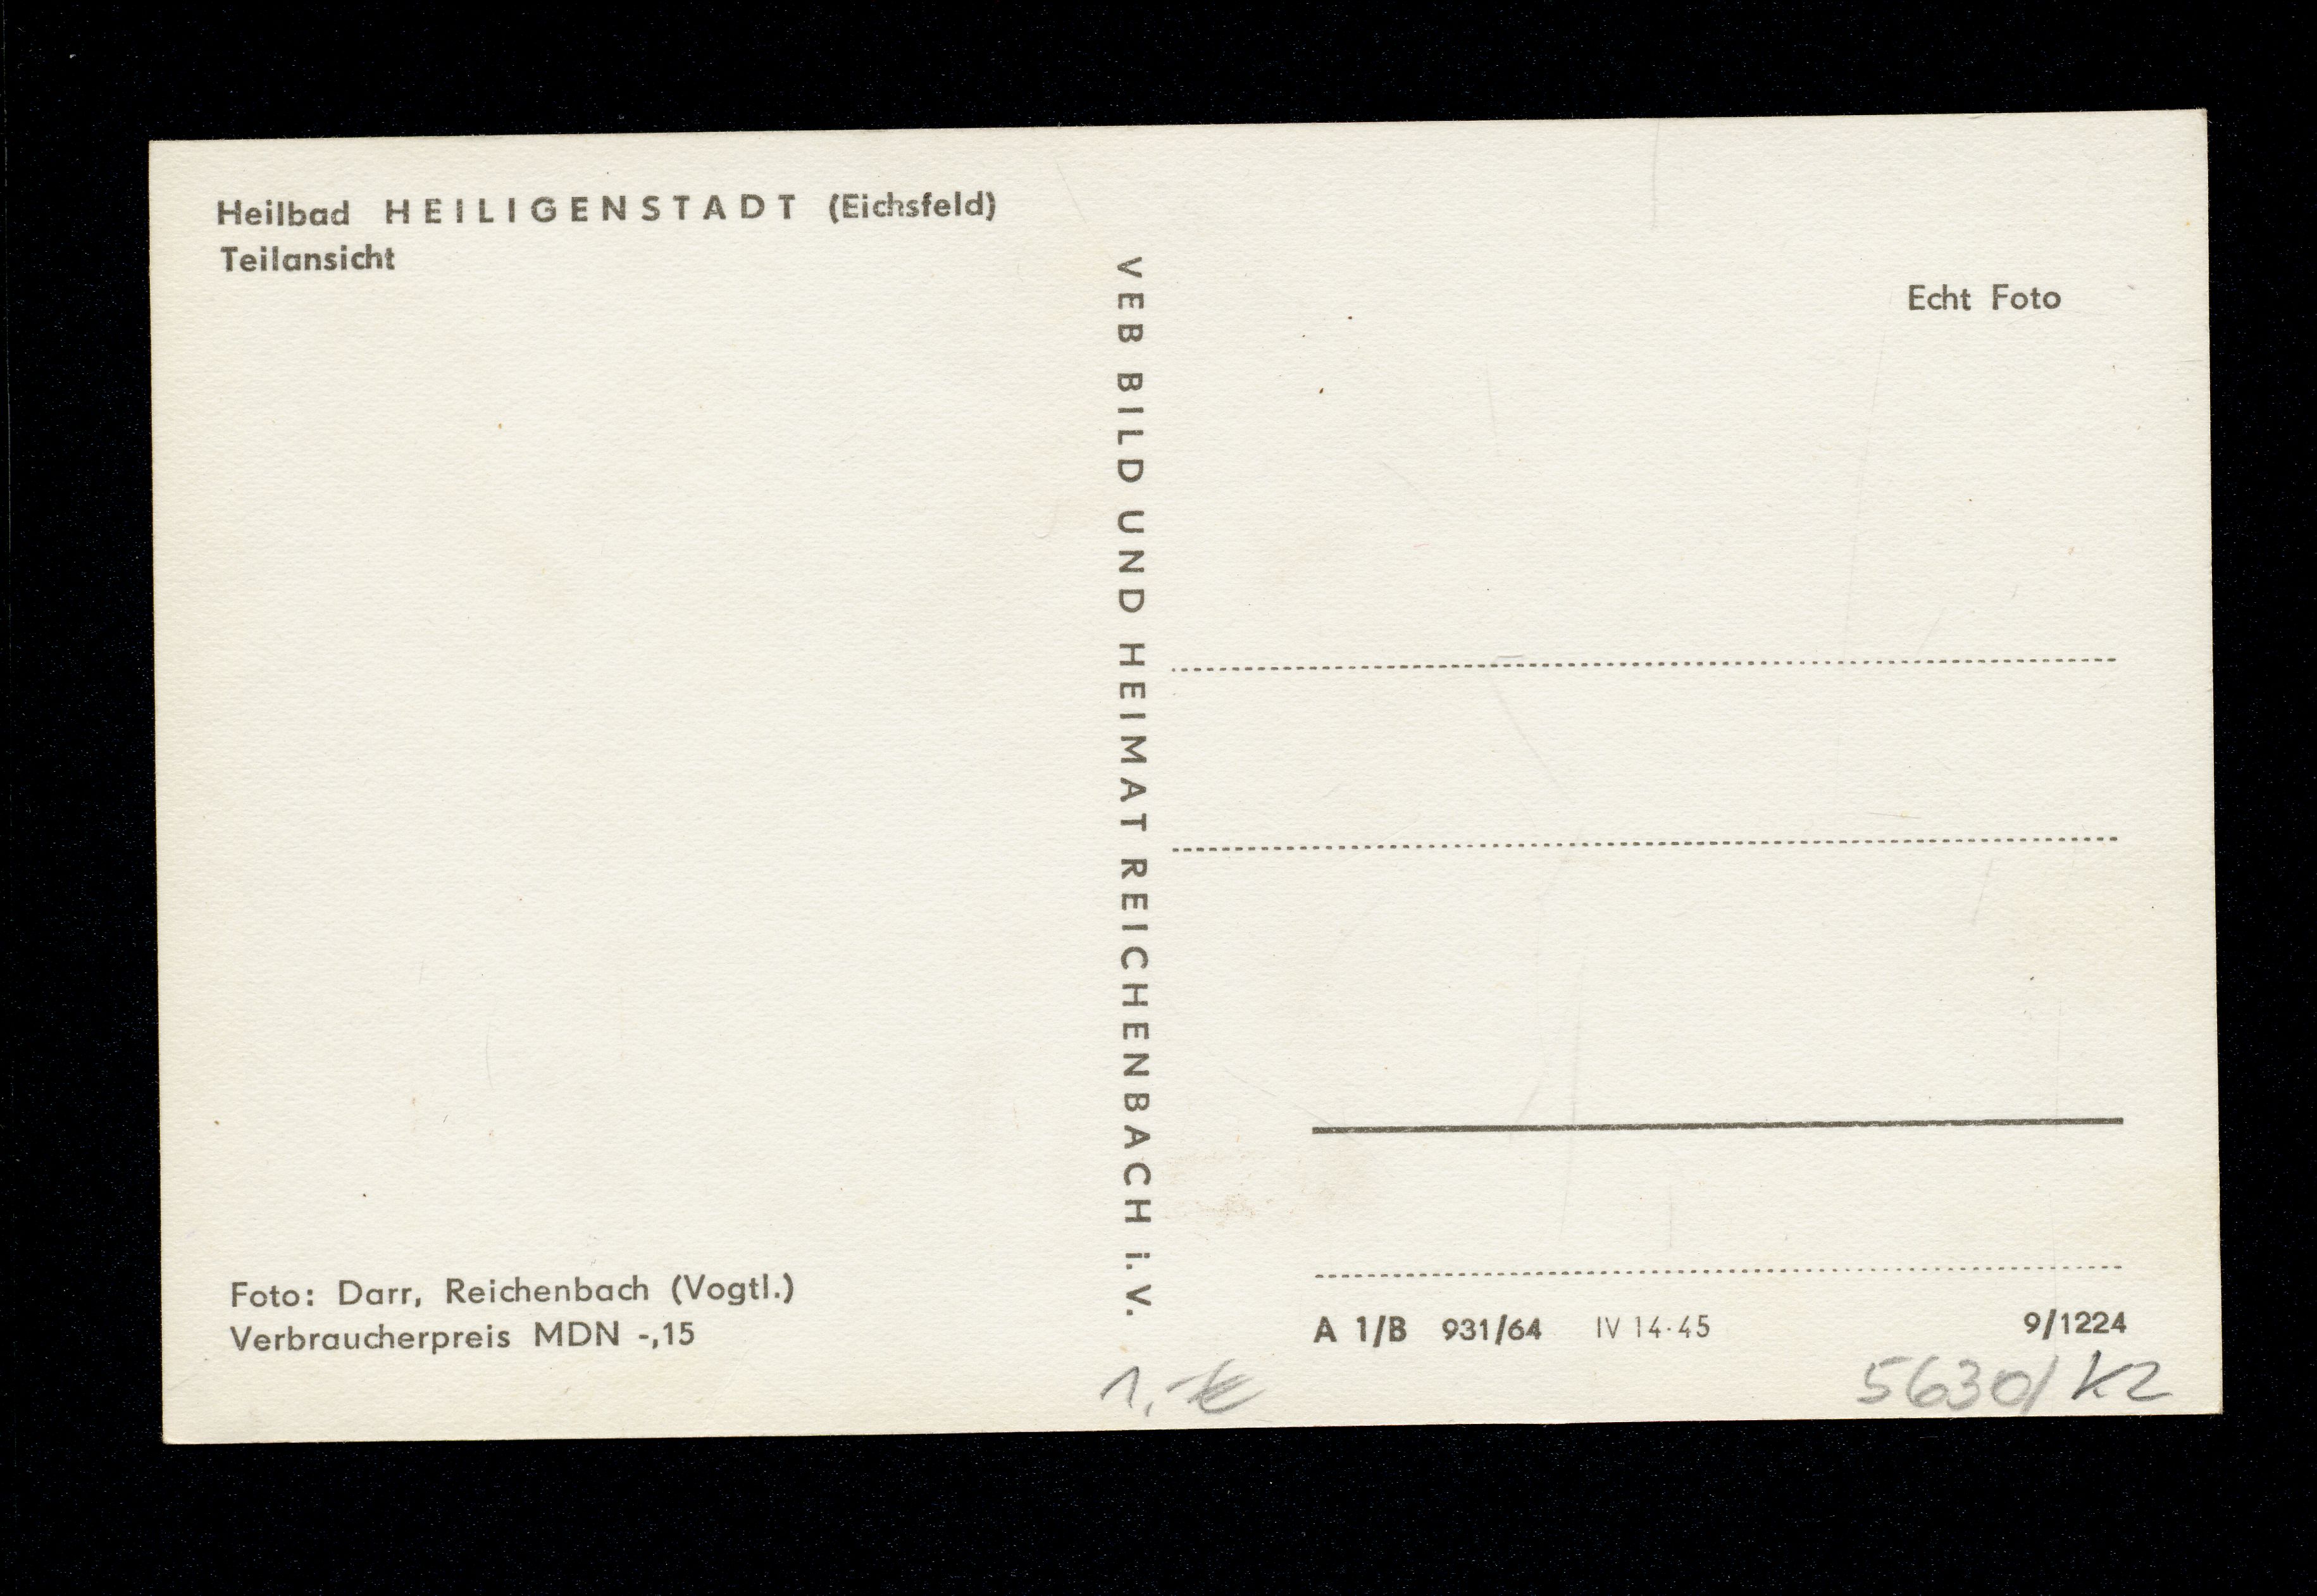 Heilbad HEILIGENSTADT (Eichsfeld)
Teilansicht
Foto: Darr, Reichenbach (Vogtl.)
Verbraucherpreis MDN -,15
VEB BILD UND HEIMAT REICHENBACH i. V.
Echt Foto
A 1/B 931/64 IV 14-45 9/1224
1,-€
5630/K2